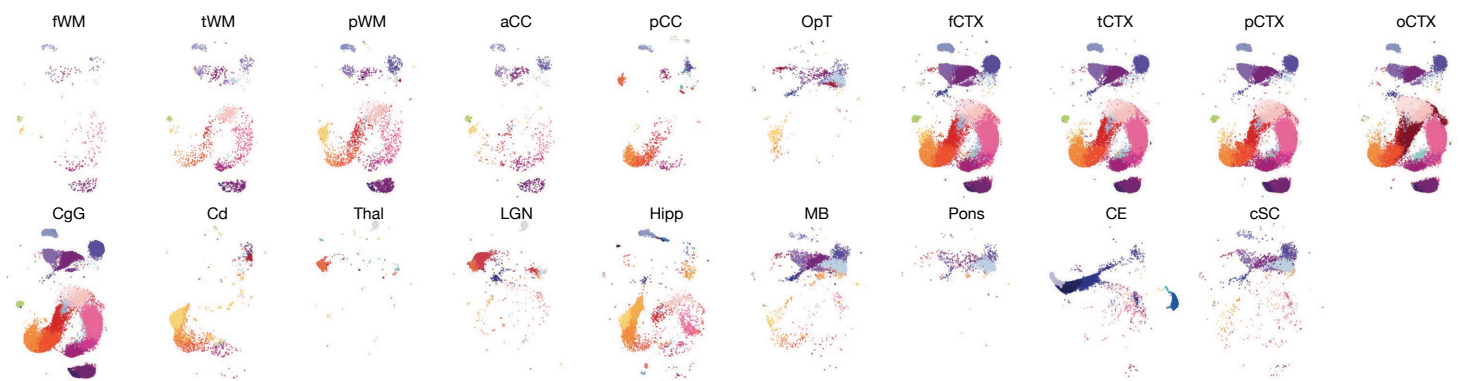 fWM tWM pWM aCC pCC OpT fCTX tCTX pCTX oCTX
CgG Cd Thal LGN Hipp MB Pons CE cSC